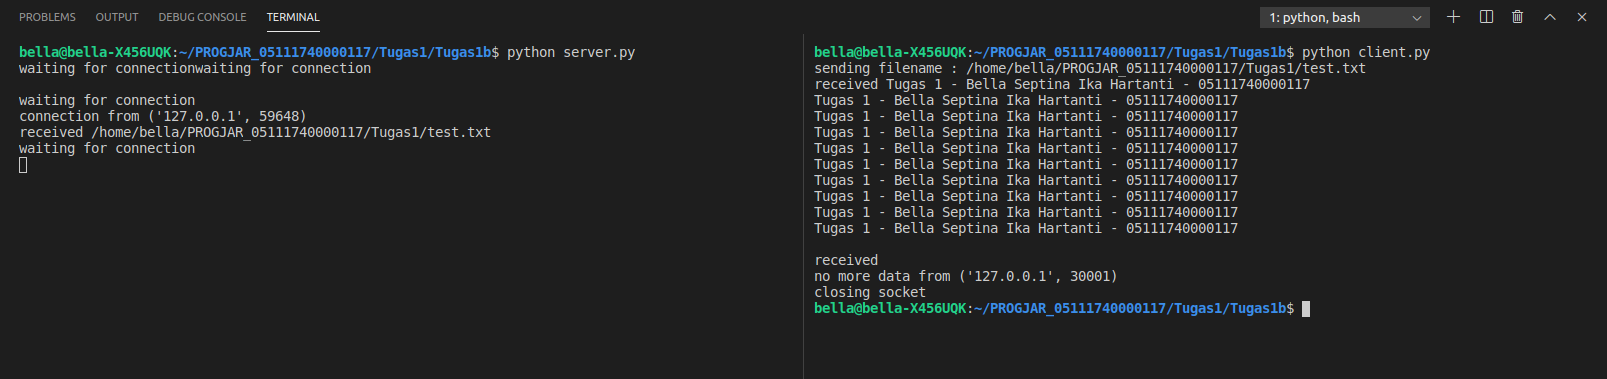 PROBLEMS OUTPUT DEBUG CONSOLE TERMINAL 1: python, bash
bella@bella-X456UQK:~/PROGJAR_05111740000117/Tugas1/Tugas1b$ python server.py
waiting for connectionwaiting for connection
waiting for connection
connection from ('127.0.0.1', 59648)
received /home/bella/PROGJAR_05111740000117/Tugas1/test.txt
waiting for connection
bella@bella-X456UQK:~/PROGJAR_05111740000117/Tugas1/Tugas1b$ python client.py
sending filename : /home/bella/PROGJAR_05111740000117/Tugas1/test.txt
received Tugas 1 - Bella Septina Ika Hartanti - 05111740000117
Tugas 1 - Bella Septina Ika Hartanti - 05111740000117
Tugas 1 - Bella Septina Ika Hartanti - 05111740000117
Tugas 1 - Bella Septina Ika Hartanti - 05111740000117
Tugas 1 - Bella Septina Ika Hartanti - 05111740000117
Tugas 1 - Bella Septina Ika Hartanti - 05111740000117
Tugas 1 - Bella Septina Ika Hartanti - 05111740000117
Tugas 1 - Bella Septina Ika Hartanti - 05111740000117
Tugas 1 - Bella Septina Ika Hartanti - 05111740000117
Tugas 1 - Bella Septina Ika Hartanti - 05111740000117
received
no more data from ('127.0.0.1', 30001)
closing socket
bella@bella-X456UQK:~/PROGJAR_05111740000117/Tugas1/Tugas1b$